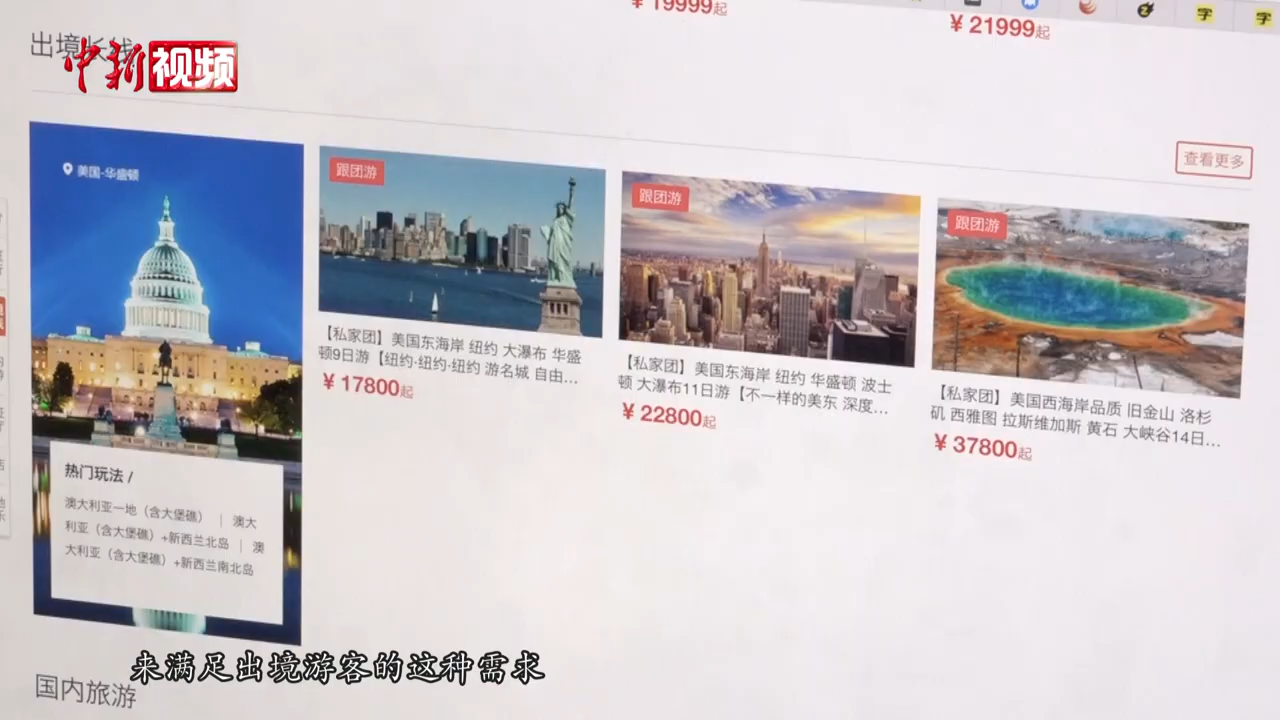 ¥ 19999起
¥ 21999起
字
字
出境长线
中新视频
查看更多
美国-华盛顿
跟团游
跟团游
跟团游
【私家团】美国东海岸 纽约 大瀑布 华盛
顿9日游【纽约·纽约·纽约 游名城 自由...
¥ 17800起
【私家团】美国东海岸 纽约 华盛顿 波士
顿 大瀑布11日游【不一样的美东 深度...
¥ 22800起
【私家团】美国西海岸品质 旧金山 洛杉
矶 西雅图 拉斯维加斯 黄石 大峡谷14日...
¥ 37800起
热门玩法 /
澳大利亚一地（含大堡礁） | 澳大
利亚（含大堡礁）+新西兰北岛 | 澳
大利亚（含大堡礁）+新西兰南北岛
来满足出境游客的这种需求
国内旅游